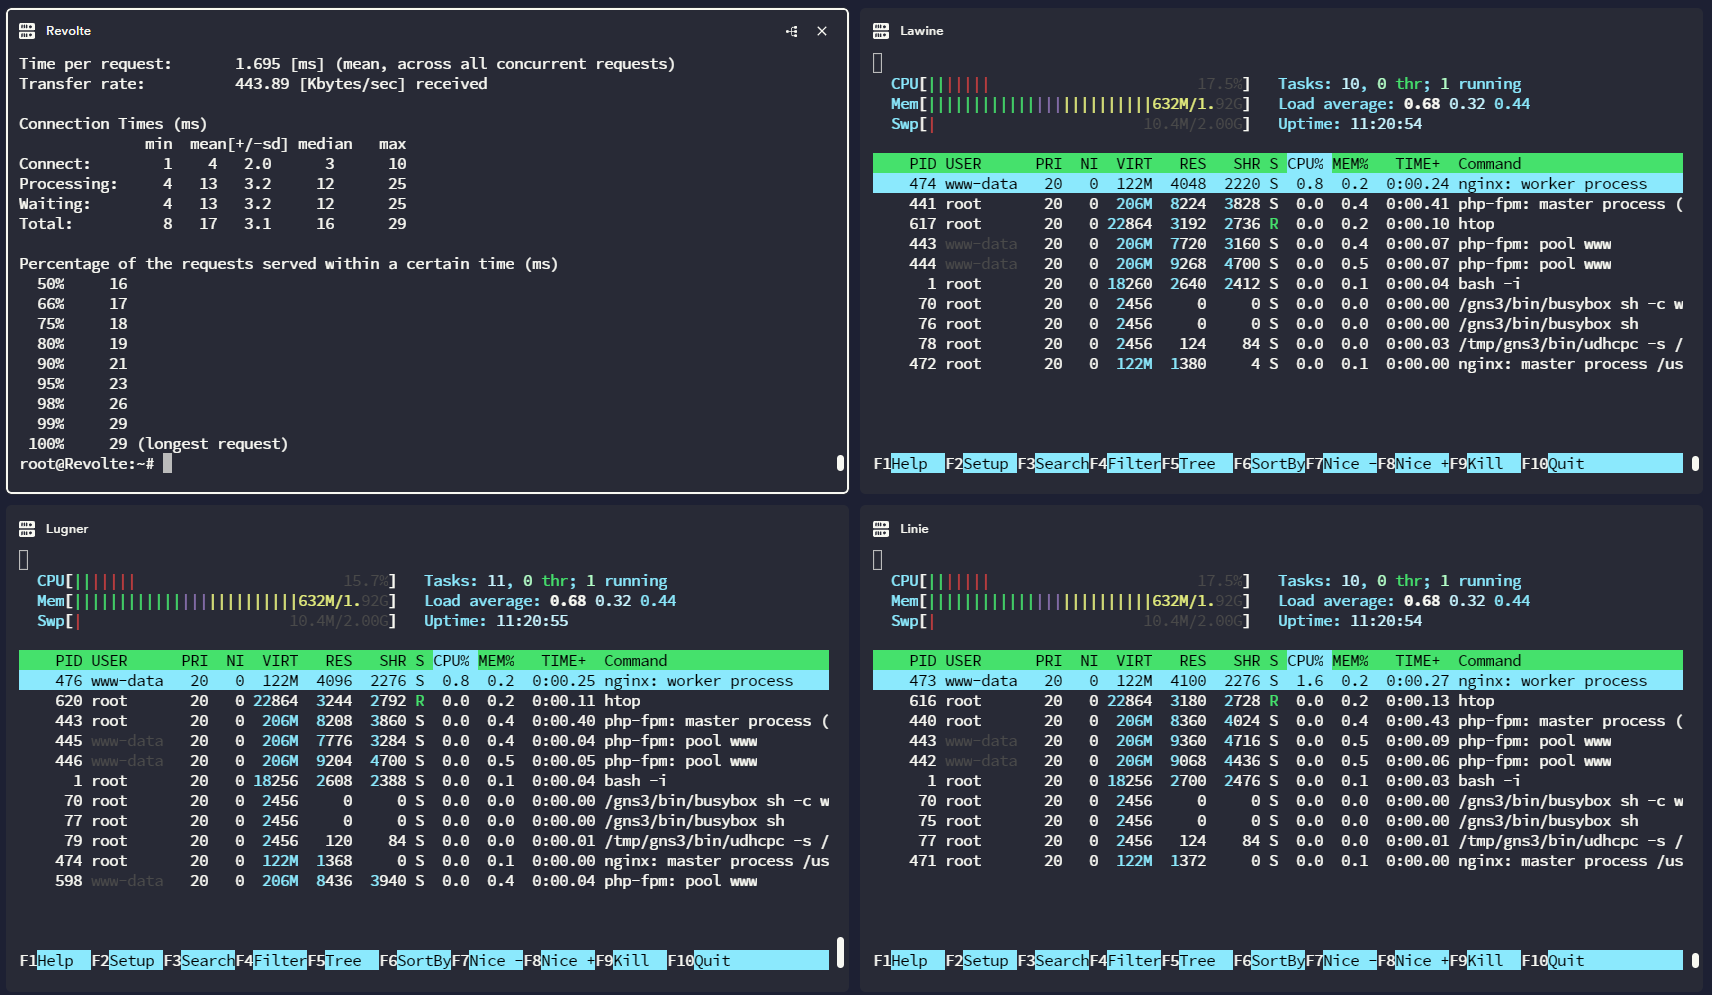 Revolte
Time per request:       1.695 [ms] (mean, across all concurrent requests)
Transfer rate:          443.89 [Kbytes/sec] received
Connection Times (ms)
              min  mean[+/-sd] median   max
Connect:        1    4   2.0      3      10
Processing:     4   13   3.2     12      25
Waiting:        4   13   3.2     12      25
Total:          8   17   3.1     16      29
Percentage of the requests served within a certain time (ms)
  50%     16
  66%     17
  75%     18
  80%     19
  90%     21
  95%     23
  98%     26
  99%     29
 100%     29 (longest request)
root@Revolte:~#
Lawine
CPU[||||||| 17.5%] Tasks: 10, 0 thr; 1 running
Mem[|||||||||||||||||||||||||632M/1.92G] Load average: 0.68 0.32 0.44
Swp[| 10.4M/2.00G] Uptime: 11:20:54
PID USER PRI NI VIRT RES SHR S CPU% MEM% TIME+ Command
474 www-data 20 0 122M 4048 2220 S 0.8 0.2 0:00.24 nginx: worker process
441 root 20 0 206M 8224 3828 S 0.0 0.4 0:00.41 php-fpm: master process (
617 root 20 0 22864 3192 2736 R 0.0 0.2 0:00.10 htop
443 www-data 20 0 206M 7720 3160 S 0.0 0.4 0:00.07 php-fpm: pool www
444 www-data 20 0 206M 9268 4700 S 0.0 0.5 0:00.07 php-fpm: pool www
1 root 20 0 18260 2640 2412 S 0.0 0.1 0:00.04 bash -i
70 root 20 0 2456 0 0 S 0.0 0.0 0:00.00 /gns3/bin/busybox sh -c w
76 root 20 0 2456 0 0 S 0.0 0.0 0:00.00 /gns3/bin/busybox sh
78 root 20 0 2456 124 84 S 0.0 0.0 0:00.03 /tmp/gns3/bin/udhcpc -s /
472 root 20 0 122M 1380 4 S 0.0 0.1 0:00.00 nginx: master process /us
F1Help F2Setup F3SearchF4FilterF5Tree F6SortByF7Nice -F8Nice +F9Kill F10Quit
Lugner
CPU[||||||| 15.7%] Tasks: 11, 0 thr; 1 running
Mem[|||||||||||||||||||||||||632M/1.92G] Load average: 0.68 0.32 0.44
Swp[| 10.4M/2.00G] Uptime: 11:20:55
PID USER PRI NI VIRT RES SHR S CPU% MEM% TIME+ Command
476 www-data 20 0 122M 4096 2276 S 0.8 0.2 0:00.25 nginx: worker process
620 root 20 0 22864 3244 2792 R 0.0 0.2 0:00.11 htop
443 root 20 0 206M 8208 3860 S 0.0 0.4 0:00.40 php-fpm: master process (
445 www-data 20 0 206M 7776 3284 S 0.0 0.4 0:00.04 php-fpm: pool www
446 www-data 20 0 206M 9204 4700 S 0.0 0.5 0:00.05 php-fpm: pool www
1 root 20 0 18256 2608 2388 S 0.0 0.1 0:00.04 bash -i
70 root 20 0 2456 0 0 S 0.0 0.0 0:00.00 /gns3/bin/busybox sh -c w
77 root 20 0 2456 0 0 S 0.0 0.0 0:00.00 /gns3/bin/busybox sh
79 root 20 0 2456 120 84 S 0.0 0.0 0:00.01 /tmp/gns3/bin/udhcpc -s /
474 root 20 0 122M 1368 0 S 0.0 0.1 0:00.00 nginx: master process /us
598 www-data 20 0 206M 8436 3940 S 0.0 0.4 0:00.04 php-fpm: pool www
F1Help F2Setup F3SearchF4FilterF5Tree F6SortByF7Nice -F8Nice +F9Kill F10Quit
Linie
CPU[||||||| 17.5%] Tasks: 10, 0 thr; 1 running
Mem[|||||||||||||||||||||||||632M/1.92G] Load average: 0.68 0.32 0.44
Swp[| 10.4M/2.00G] Uptime: 11:20:54
PID USER PRI NI VIRT RES SHR S CPU% MEM% TIME+ Command
473 www-data 20 0 122M 4100 2276 S 1.6 0.2 0:00.27 nginx: worker process
616 root 20 0 22864 3180 2728 R 0.0 0.2 0:00.13 htop
440 root 20 0 206M 8360 4024 S 0.0 0.4 0:00.43 php-fpm: master process (
443 www-data 20 0 206M 9360 4716 S 0.0 0.5 0:00.09 php-fpm: pool www
442 www-data 20 0 206M 9068 4436 S 0.0 0.5 0:00.06 php-fpm: pool www
1 root 20 0 18256 2700 2476 S 0.0 0.1 0:00.03 bash -i
70 root 20 0 2456 0 0 S 0.0 0.0 0:00.00 /gns3/bin/busybox sh -c w
75 root 20 0 2456 0 0 S 0.0 0.0 0:00.00 /gns3/bin/busybox sh
77 root 20 0 2456 124 84 S 0.0 0.0 0:00.01 /tmp/gns3/bin/udhcpc -s /
471 root 20 0 122M 1372 0 S 0.0 0.1 0:00.00 nginx: master process /us
F1Help F2Setup F3SearchF4FilterF5Tree F6SortByF7Nice -F8Nice +F9Kill F10Quit